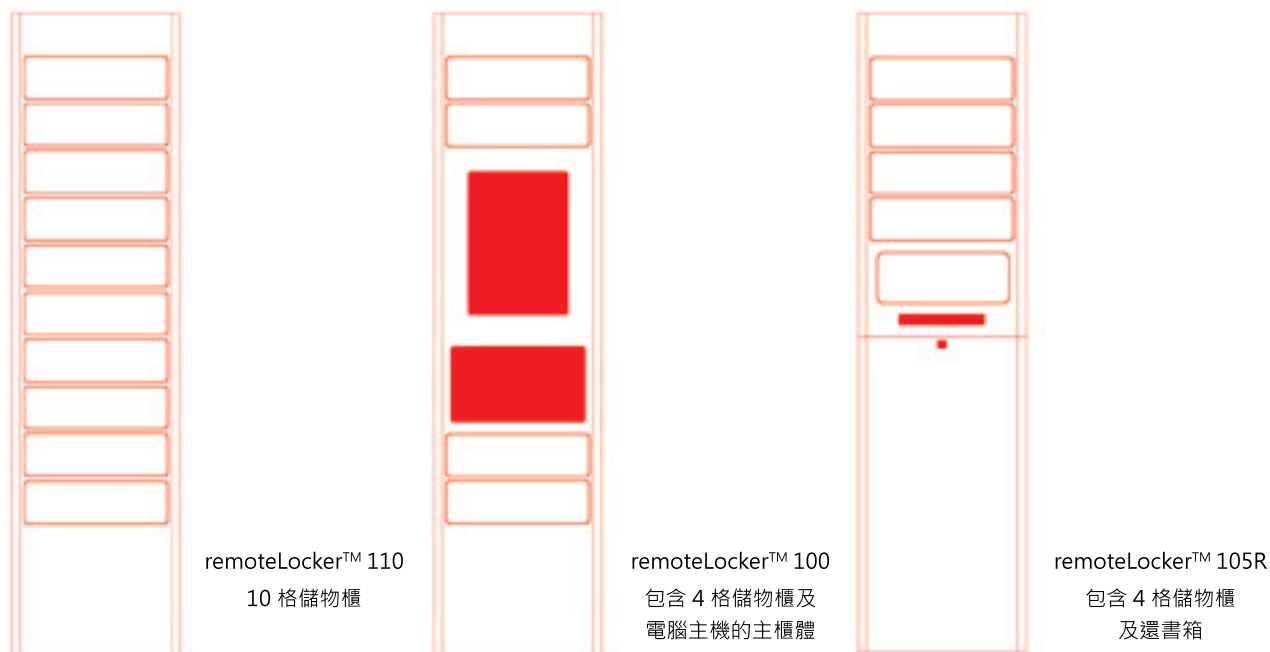 remoteLocker™ 110
10 格儲物櫃
remoteLocker™ 100
包含 4 格儲物櫃及
電腦主機的主櫃體
remoteLocker™ 105R
包含 4 格儲物櫃
及還書箱